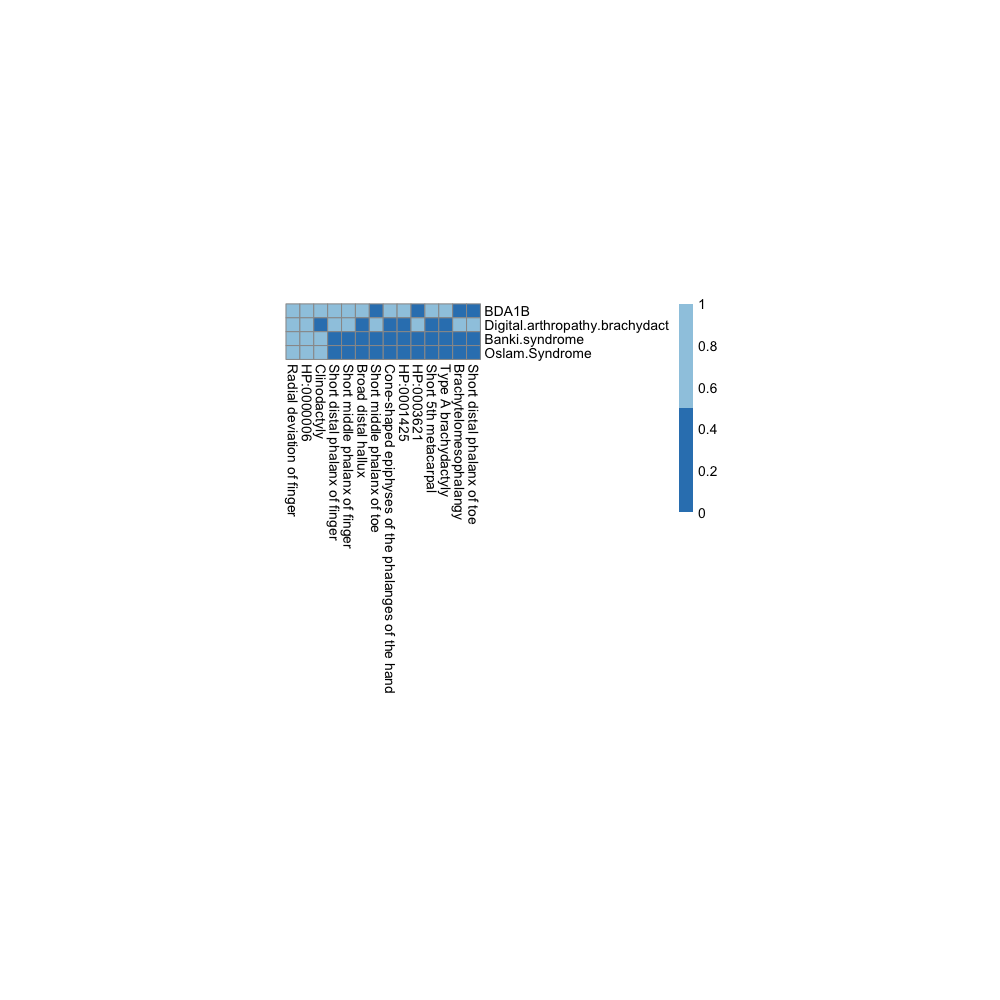 BDA1B
Digital.arthropathy.brachydact
Banki.syndrome
Oslam.Syndrome
Radial deviation of finger
HP:0000006
Clinodactyly
Short distal phalanx of finger
Short middle phalanx of finger
Broad distal hallux
Short middle phalanx of toe
Cone-shaped epiphyses of the phalanges of the hand
HP:0001425
HP:0003621
Short 5th metacarpal
Type A brachydactyly
Brachytelomesophalangy
Short distal phalanx of toe
1
0.8
0.6
0.4
0.2
0